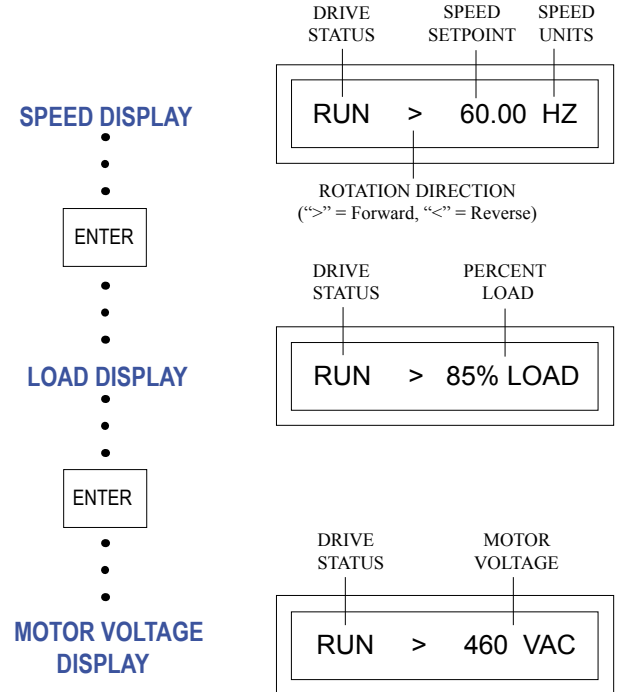 DRIVE SPEED SPEED
STATUS SETPOINT UNITS
SPEED DISPLAY
RUN > 60.00 HZ
ROTATION DIRECTION
(“>” = Forward, “<” = Reverse)
ENTER
DRIVE PERCENT
STATUS LOAD
LOAD DISPLAY
RUN > 85% LOAD
ENTER
DRIVE MOTOR
STATUS VOLTAGE
MOTOR VOLTAGE
DISPLAY
RUN > 460 VAC